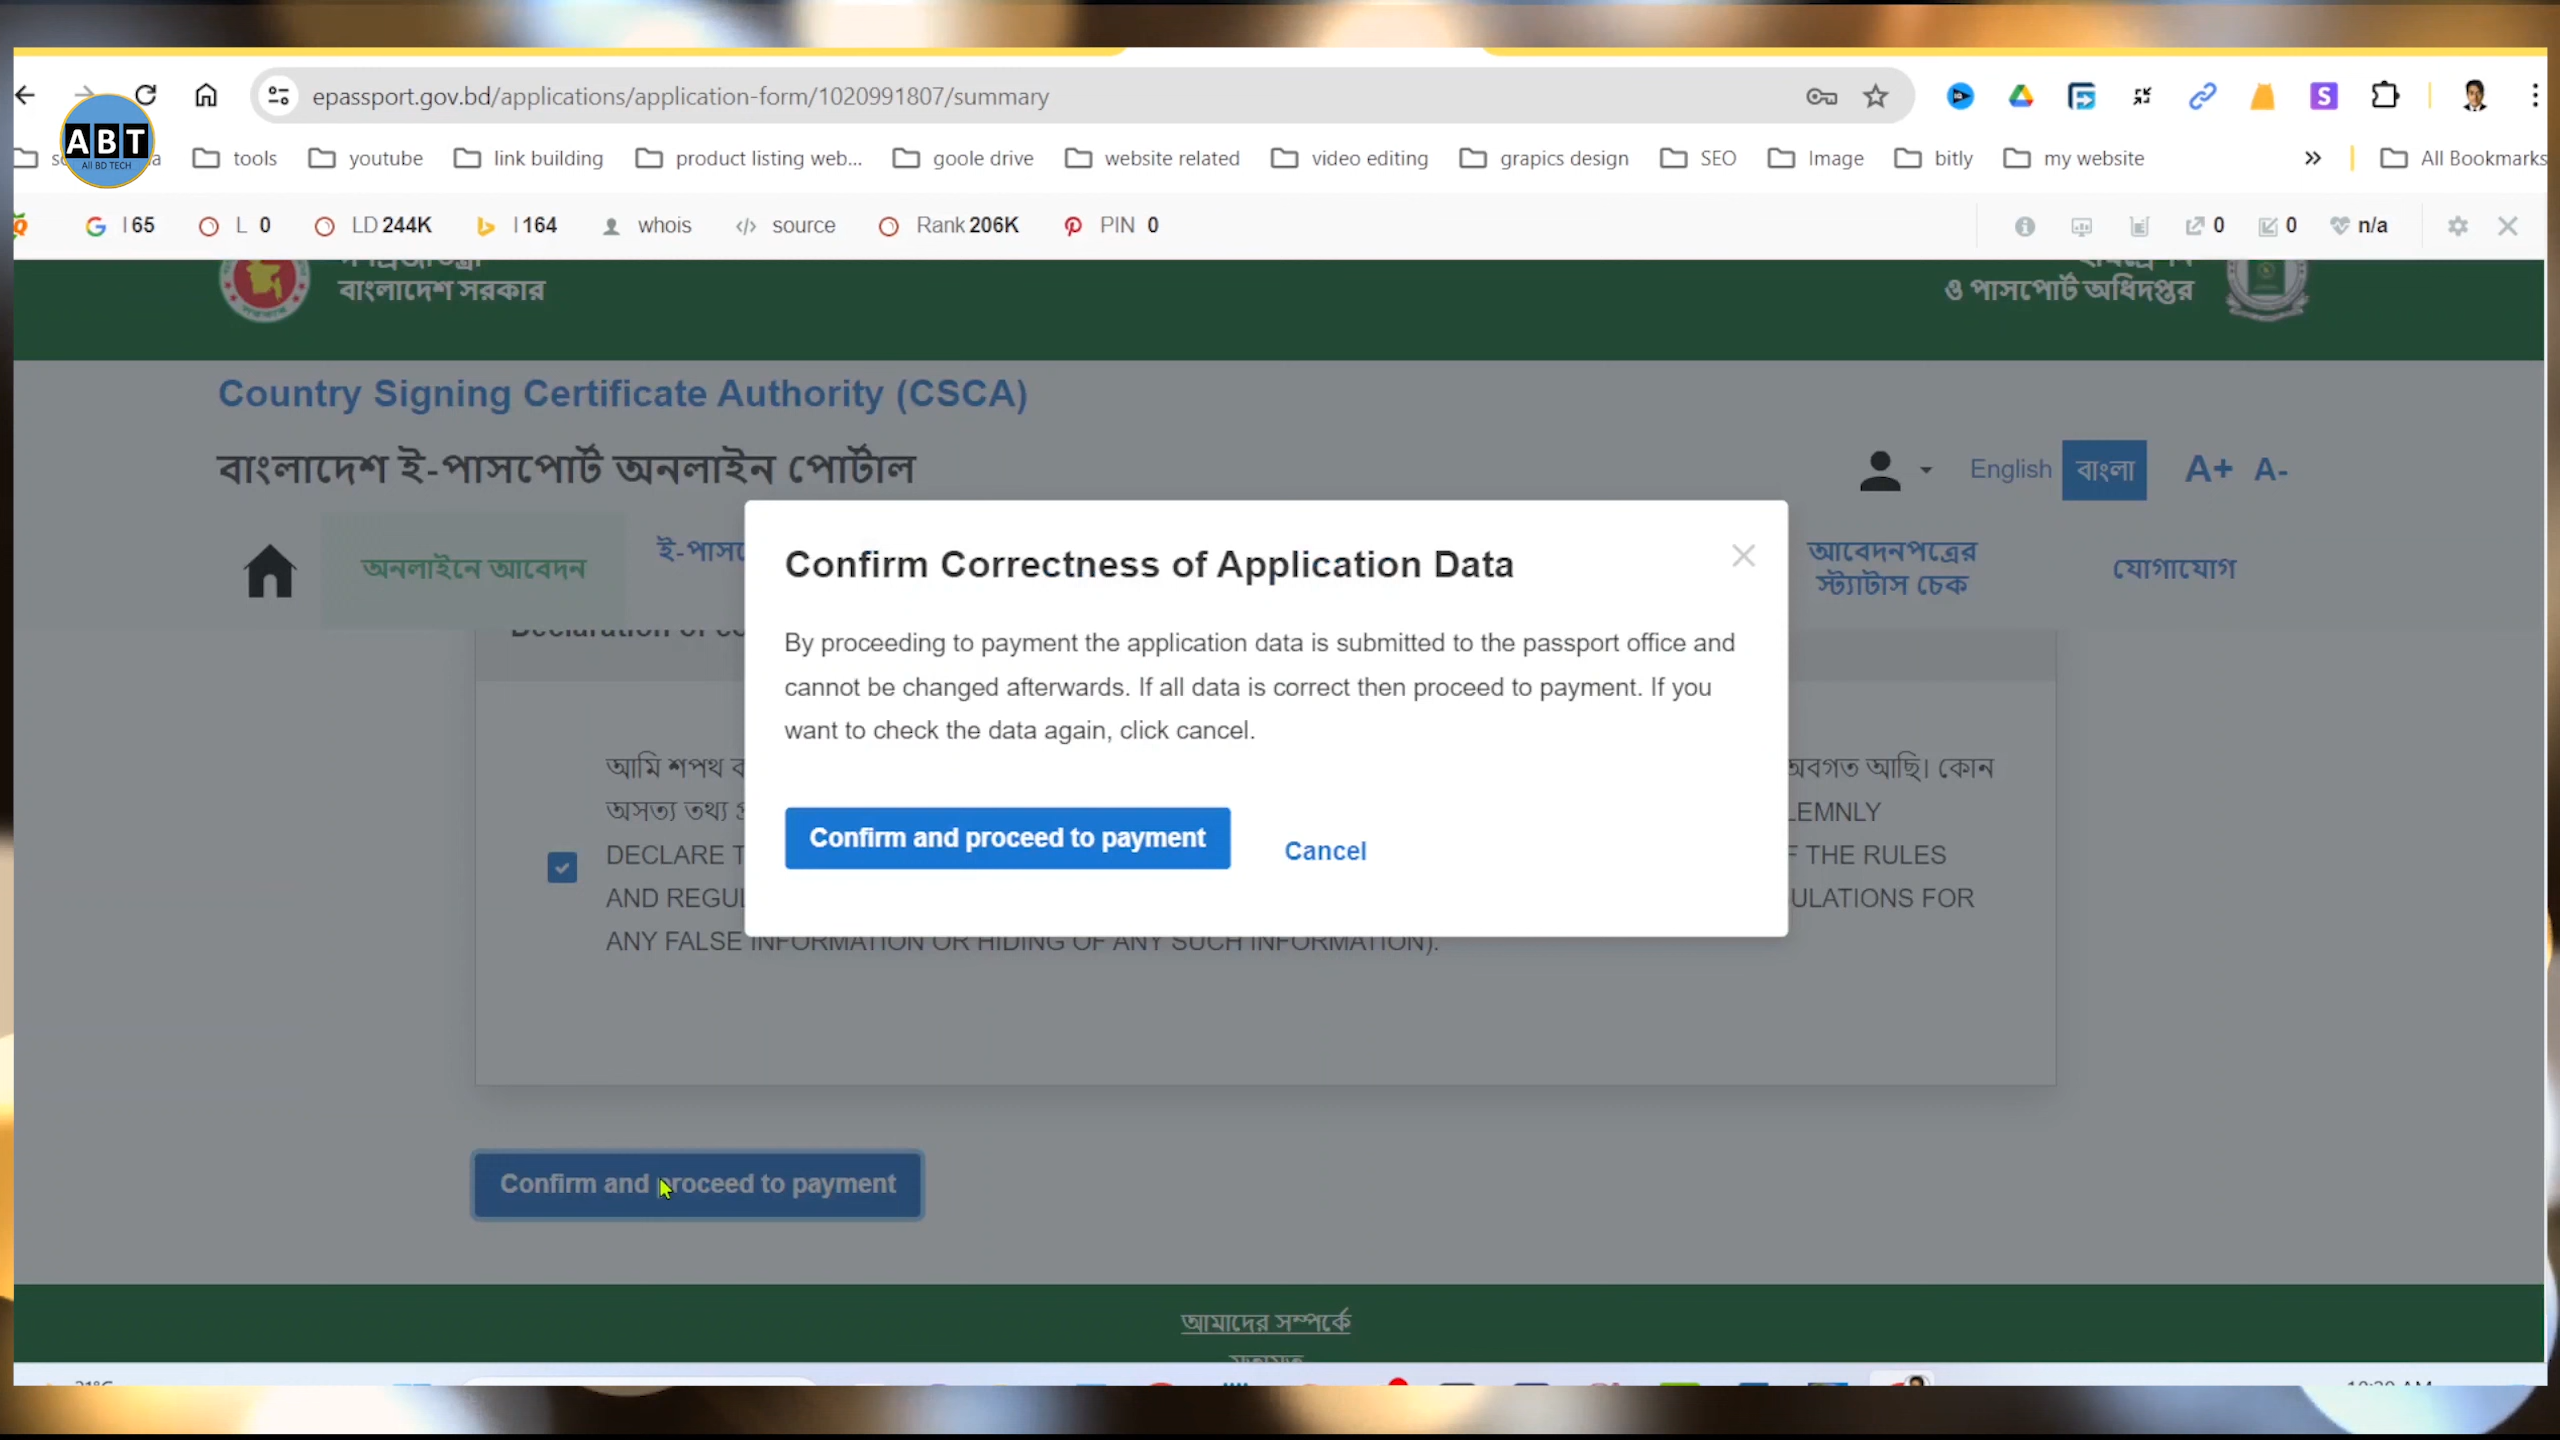 epassport.gov.bd/applications/application-form/1020991807/summary
ABT
All BD TECH
tools youtube link building product listing web... goole drive website related video editing grapics design SEO Image bitly my website All Bookmarks
I 65 L 0 LD 244K I 164 whois source Rank 206K PIN 0 0 0 n/a
বাংলাদেশ সরকার
ও পাসপোর্ট অধিদপ্তর
Country Signing Certificate Authority (CSCA)
বাংলাদেশ ই-পাসপোর্ট অনলাইন পোর্টাল
English বাংলা A+ A-
অনলাইনে আবেদন
আবেদনপত্রের
স্ট্যাটাস চেক
যোগাযোগ
Confirm Correctness of Application Data
By proceeding to payment the application data is submitted to the passport office and
cannot be changed afterwards. If all data is correct then proceed to payment. If you
want to check the data again, click cancel.
Confirm and proceed to payment
Cancel
আমি শপথ
অবগত আছি। কোন
অসত্য তথ্য
DECLARE
THE RULES
AND
FOR
ANY FALSE INFORMATION OR HIDING OF ANY SUCH INFORMATION).
Confirm and proceed to payment
আমাদের সম্পর্কে